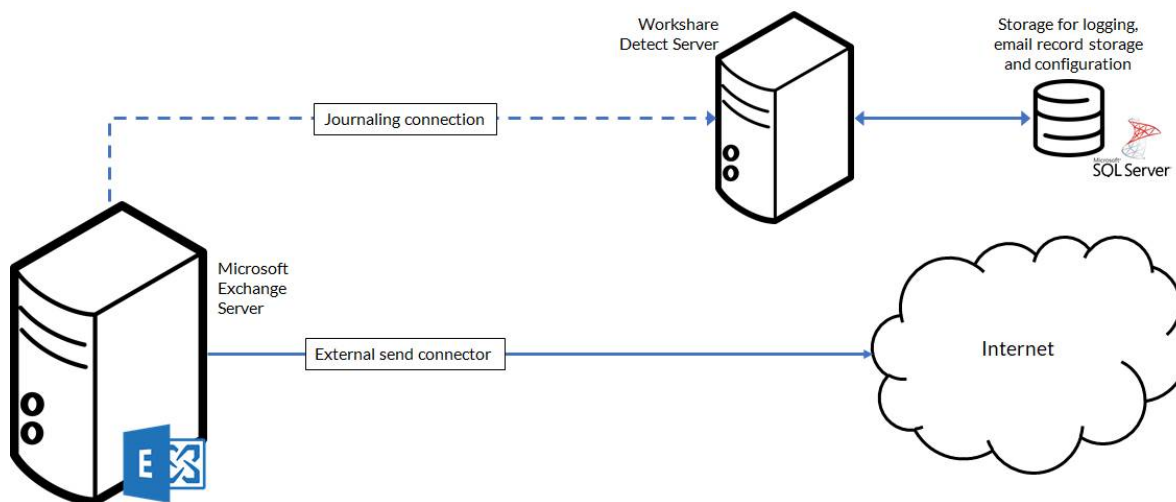 Workshare
Detect Server
Storage for logging,
email record storage
and configuration
Journaling connection
Microsoft
SQL Server
Microsoft
Exchange
Server
External send connector
Internet
E